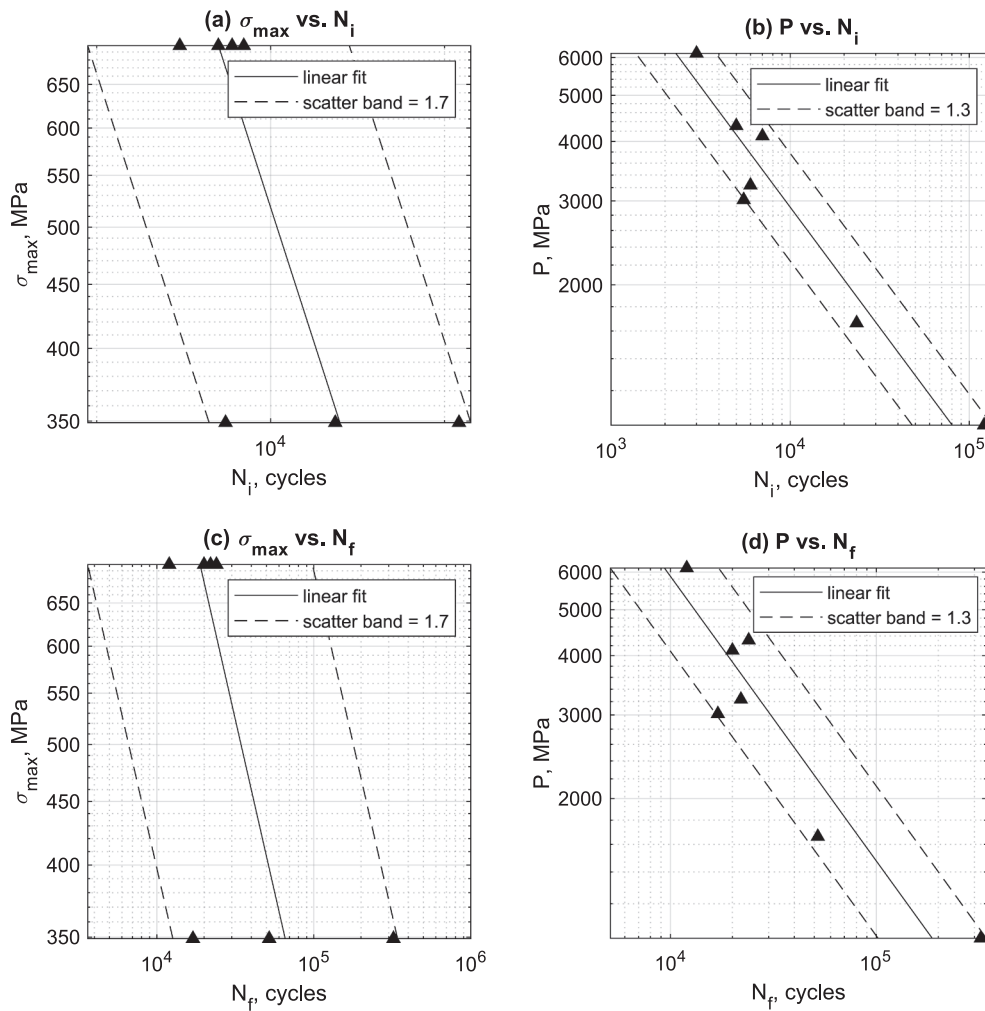 (a) σmax vs. Ni
650
600
550
500
450
400
350
σmax, MPa
linear fit
scatter band = 1.7
10^4
Ni, cycles
(b) P vs. Ni
6000
5000
4000
3000
2000
P, MPa
linear fit
scatter band = 1.3
10^3 10^4 10^5
Ni, cycles
(c) σmax vs. Nf
650
600
550
500
450
400
350
σmax, MPa
linear fit
scatter band = 1.7
10^4 10^5 10^6
Nf, cycles
(d) P vs. Nf
6000
5000
4000
3000
2000
P, MPa
linear fit
scatter band = 1.3
10^4 10^5
Nf, cycles